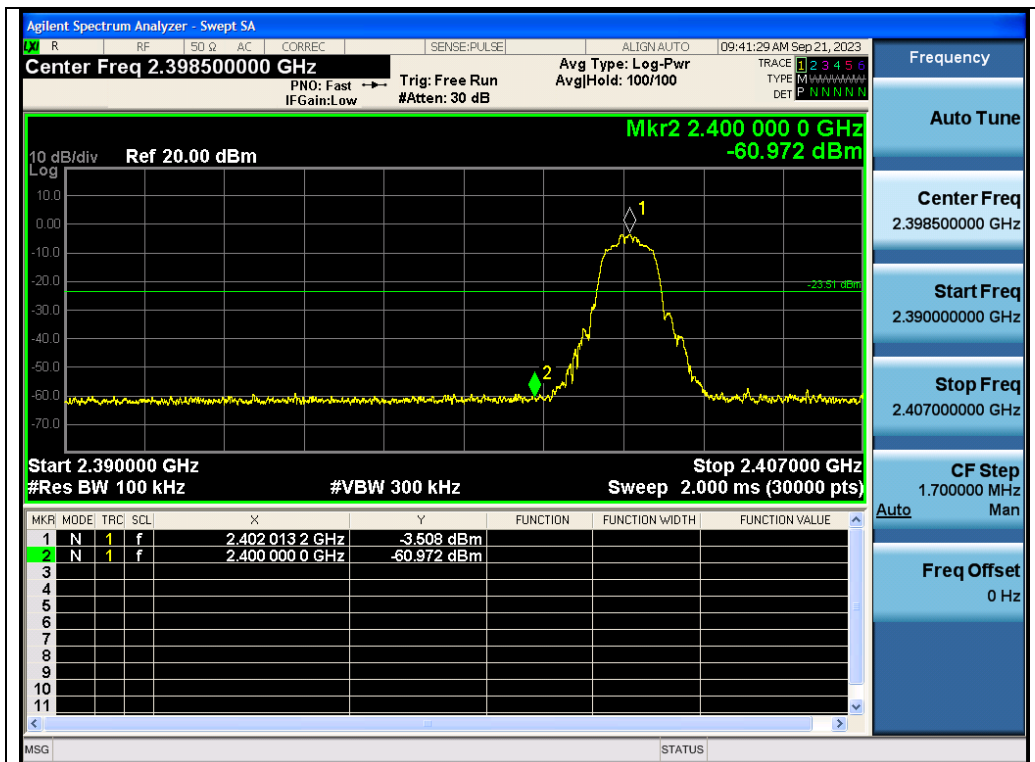 Agilent Spectrum Analyzer - Swept SA
LXI R RF 50 Ω AC CORREC SENSE:PULSE ALIGN AUTO 09:41:29 AM Sep 21, 2023
Center Freq 2.398500000 GHz
PNO: Fast
IFGain:Low
Trig: Free Run
#Atten: 30 dB
Avg Type: Log-Pwr
Avg|Hold: 100/100
TRACE 1 2 3 4 5 6
TYPE M
DET P N N N N N
Mkr2 2.400 000 0 GHz
-60.972 dBm
10 dB/div Ref 20.00 dBm
Log
10.0
0.00
-10.0
-20.0
-30.0
-40.0
-50.0
-60.0
-70.0
1
-23.51 dBm
2
Start 2.390000 GHz Stop 2.407000 GHz
#Res BW 100 kHz #VBW 300 kHz Sweep 2.000 ms (30000 pts)
MKR MODE TRC SCL X Y FUNCTION FUNCTION WIDTH FUNCTION VALUE
1 N 1 f 2.402 013 2 GHz -3.508 dBm
2 N 1 f 2.400 000 0 GHz -60.972 dBm
3
4
5
6
7
8
9
10
11
MSG STATUS
Frequency
Auto Tune
Center Freq
2.398500000 GHz
Start Freq
2.390000000 GHz
Stop Freq
2.407000000 GHz
CF Step
1.700000 MHz
Auto Man
Freq Offset
0 Hz